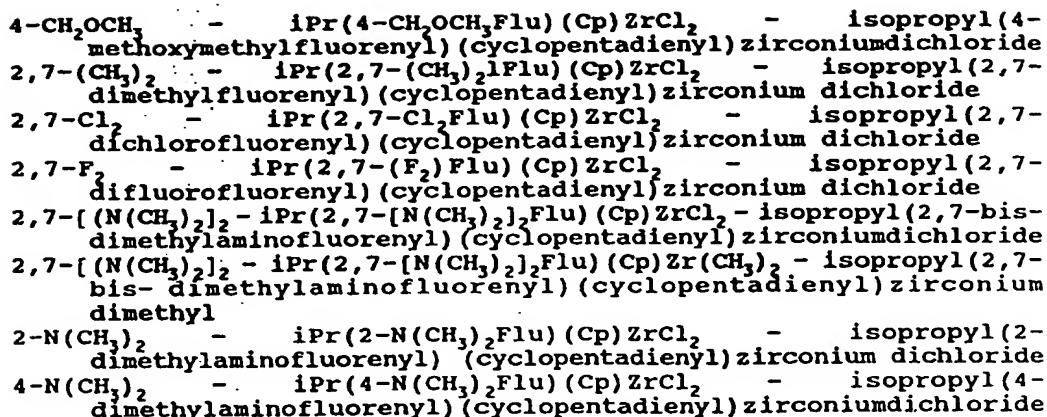 4-CH₂OCH₃ - iPr(4-CH₂OCH₃Flu)(Cp)ZrCl₂ - isopropyl(4-
methoxymethylfluorenyl)(cyclopentadienyl)zirconiumdichloride
2,7-(CH₃)₂ - iPr(2,7-(CH₃)₂lFlu)(Cp)ZrCl₂ - isopropyl(2,7-
dimethylfluorenyl)(cyclopentadienyl)zirconium dichloride
2,7-Cl₂ - iPr(2,7-Cl₂Flu)(Cp)ZrCl₂ - isopropyl(2,7-
dichlorofluorenyl)(cyclopentadienyl)zirconium dichloride
2,7-F₂ - iPr(2,7-(F₂)Flu)(Cp)ZrCl₂ - isopropyl(2,7-
difluorofluorenyl)(cyclopentadienyl)zirconium dichloride
2,7-[(N(CH₃)₂]₂ - iPr(2,7-[N(CH₃)₂]₂Flu)(Cp)ZrCl₂ - isopropyl(2,7-bis-
dimethylaminofluorenyl)(cyclopentadienyl)zirconiumdichloride
2,7-[(N(CH₃)₂]₂ - iPr(2,7-[N(CH₃)₂]₂Flu)(Cp)Zr(CH₃)₂ - isopropyl(2,7-
bis- dimethylaminofluorenyl)(cyclopentadienyl)zirconium
dimethyl
2-N(CH₃)₂ - iPr(2-N(CH₃)₂Flu)(Cp)ZrCl₂ - isopropyl(2-
dimethylaminofluorenyl) (cyclopentadienyl)zirconium dichloride
4-N(CH₃)₂ - iPr(4-N(CH₃)₂Flu)(Cp)ZrCl₂ - isopropyl(4-
dimethylaminofluorenyl)(cyclopentadienyl)zirconiumdichloride